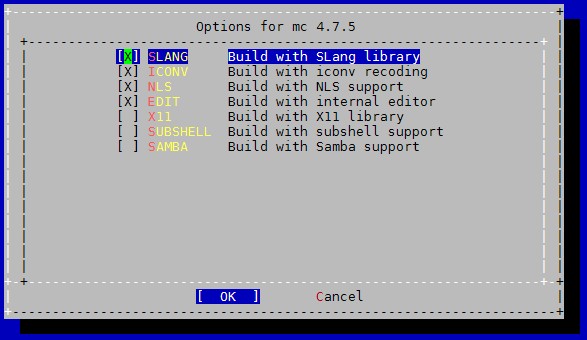 Options for mc 4.7.5
[X] SLANG Build with SLang library
[X] ICONV Build with iconv recoding
[X] NLS Build with NLS support
[X] EDIT Build with internal editor
[ ] X11 Build with X11 library
[ ] SUBSHELL Build with subshell support
[ ] SAMBA Build with Samba support
[ OK ] Cancel